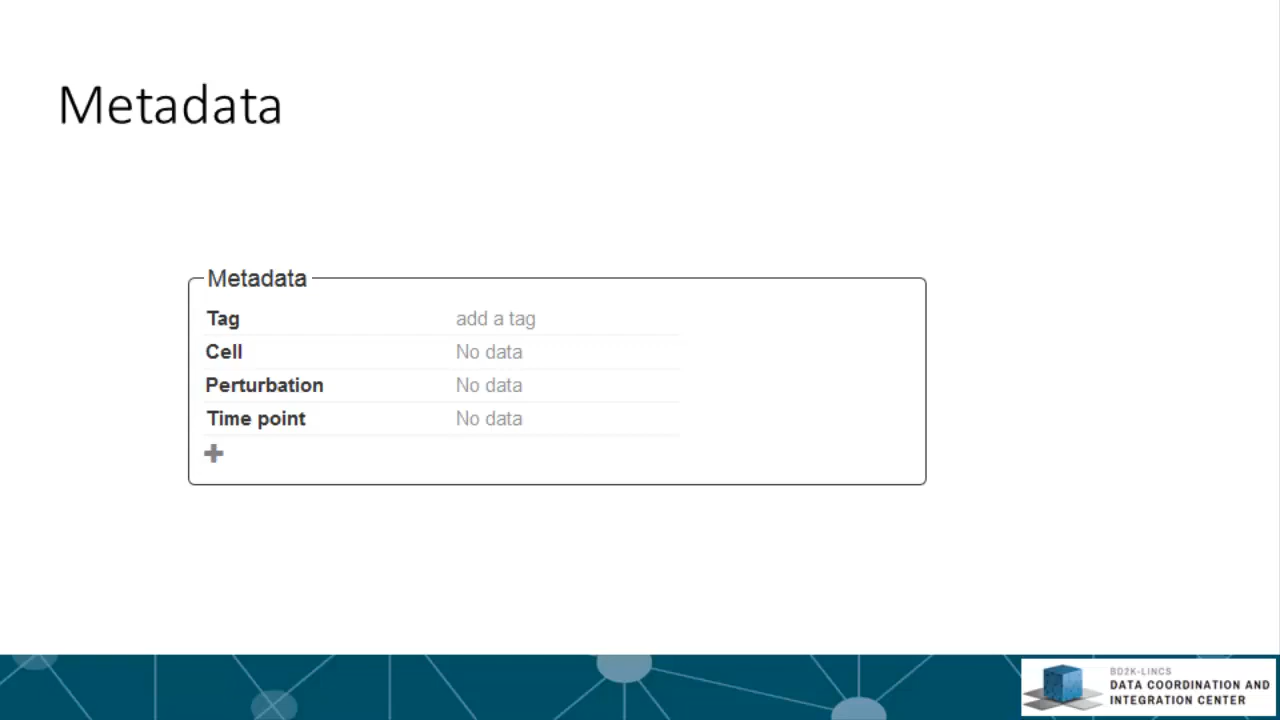 Metadata
Metadata
Tag add a tag
Cell No data
Perturbation No data
Time point No data
BD2K-LINCS
DATA COORDINATION AND
INTEGRATION CENTER